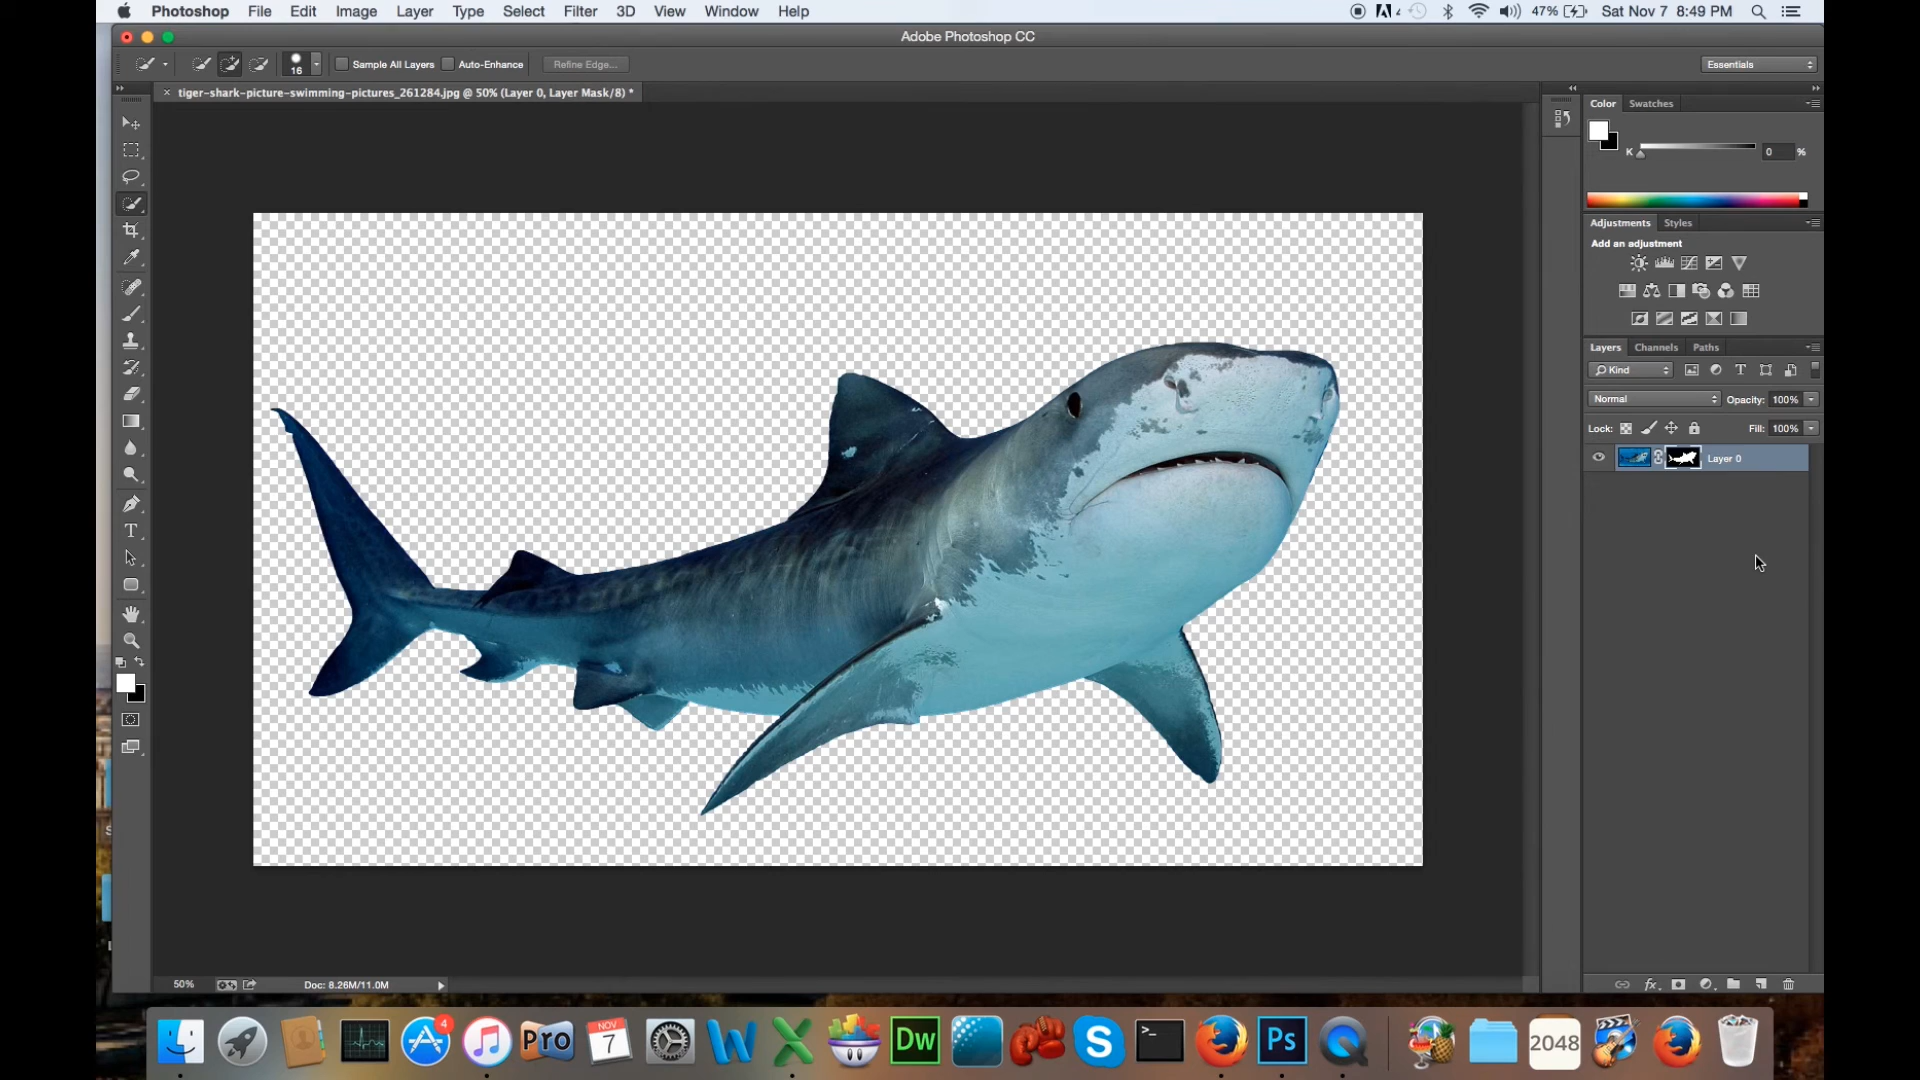 Photoshop File Edit Image Layer Type Select Filter 3D View Window Help 47% Sat Nov 7 8:49 PM
Adobe Photoshop CC
16 Sample All Layers Auto-Enhance Refine Edge... Essentials
× tiger-shark-picture-swimming-pictures_261284.jpg @ 50% (Layer 0, Layer Mask/8) *
Color Swatches
K 0 %
Adjustments Styles
Add an adjustment
Layers Channels Paths
Kind
Normal Opacity: 100%
Lock: Fill: 100%
Layer 0
50% Doc: 8.26M/11.0M
4 Pro NOV 7 W X Dw S >_ Ps 2048